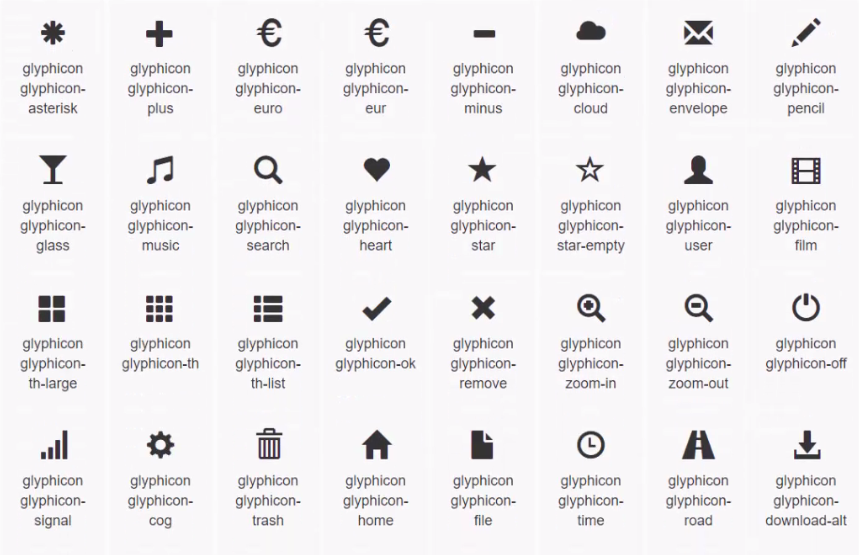 glyphicon
glyphicon-
asterisk
glyphicon
glyphicon-
plus
glyphicon
glyphicon-
euro
glyphicon
glyphicon-
eur
glyphicon
glyphicon-
minus
glyphicon
glyphicon-
cloud
glyphicon
glyphicon-
envelope
glyphicon
glyphicon-
pencil
glyphicon
glyphicon-
glass
glyphicon
glyphicon-
music
glyphicon
glyphicon-
search
glyphicon
glyphicon-
heart
glyphicon
glyphicon-
star
glyphicon
glyphicon-
star-empty
glyphicon
glyphicon-
user
glyphicon
glyphicon-
film
glyphicon
glyphicon-
th-large
glyphicon
glyphicon-th
glyphicon
glyphicon-
th-list
glyphicon
glyphicon-ok
glyphicon
glyphicon-
remove
glyphicon
glyphicon-
zoom-in
glyphicon
glyphicon-
zoom-out
glyphicon
glyphicon-off
glyphicon
glyphicon-
signal
glyphicon
glyphicon-
cog
glyphicon
glyphicon-
trash
glyphicon
glyphicon-
home
glyphicon
glyphicon-
file
glyphicon
glyphicon-
time
glyphicon
glyphicon-
road
glyphicon
glyphicon-
download-alt